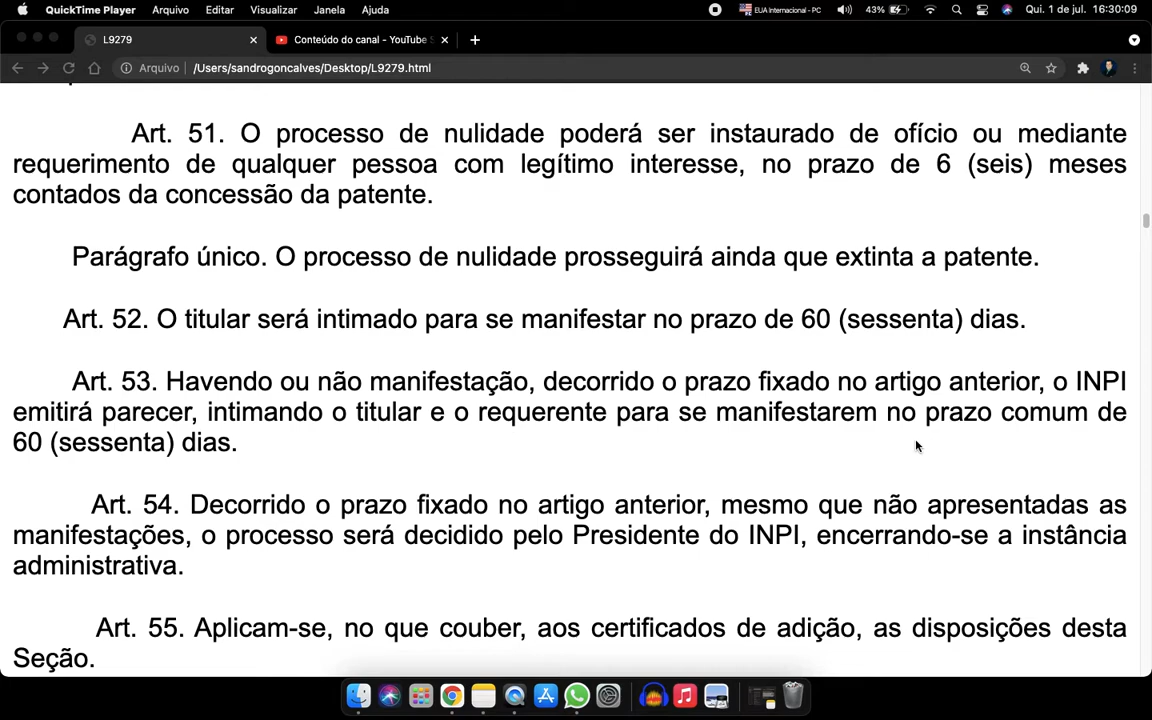 QuickTime Player Arquivo Editar Visualizar Janela Ajuda EUA Internacional - PC 43% Qui. 1 de jul. 16:30:09
L9279 Conteúdo do canal - YouTube
Arquivo /Users/sandrogoncalves/Desktop/L9279.html
Art. 51. O processo de nulidade poderá ser instaurado de ofício ou mediante
requerimento de qualquer pessoa com legítimo interesse, no prazo de 6 (seis) meses
contados da concessão da patente.
Parágrafo único. O processo de nulidade prosseguirá ainda que extinta a patente.
Art. 52. O titular será intimado para se manifestar no prazo de 60 (sessenta) dias.
Art. 53. Havendo ou não manifestação, decorrido o prazo fixado no artigo anterior, o INPI
emitirá parecer, intimando o titular e o requerente para se manifestarem no prazo comum de
60 (sessenta) dias.
Art. 54. Decorrido o prazo fixado no artigo anterior, mesmo que não apresentadas as
manifestações, o processo será decidido pelo Presidente do INPI, encerrando-se a instância
administrativa.
Art. 55. Aplicam-se, no que couber, aos certificados de adição, as disposições desta
Seção.